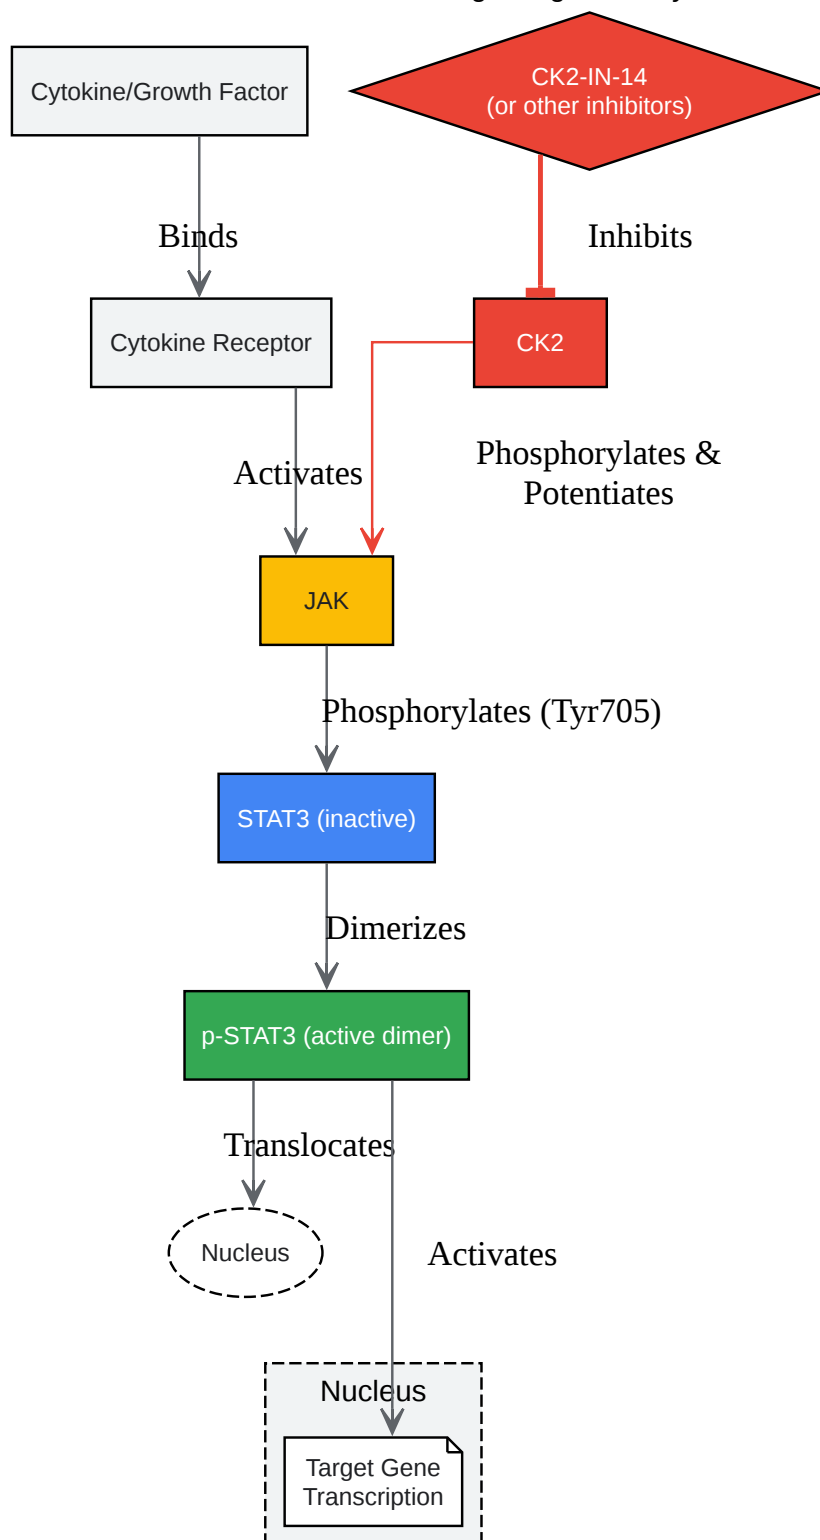 Cytokine/Growth Factor
CK2-IN-14
(or other inhibitors)
Binds
Inhibits
Cytokine Receptor
CK2
Activates
Phosphorylates &
Potentiates
JAK
Phosphorylates (Tyr705)
STAT3 (inactive)
Dimerizes
p-STAT3 (active dimer)
Translocates
Nucleus
Activates
Nucleus
Target Gene
Transcription